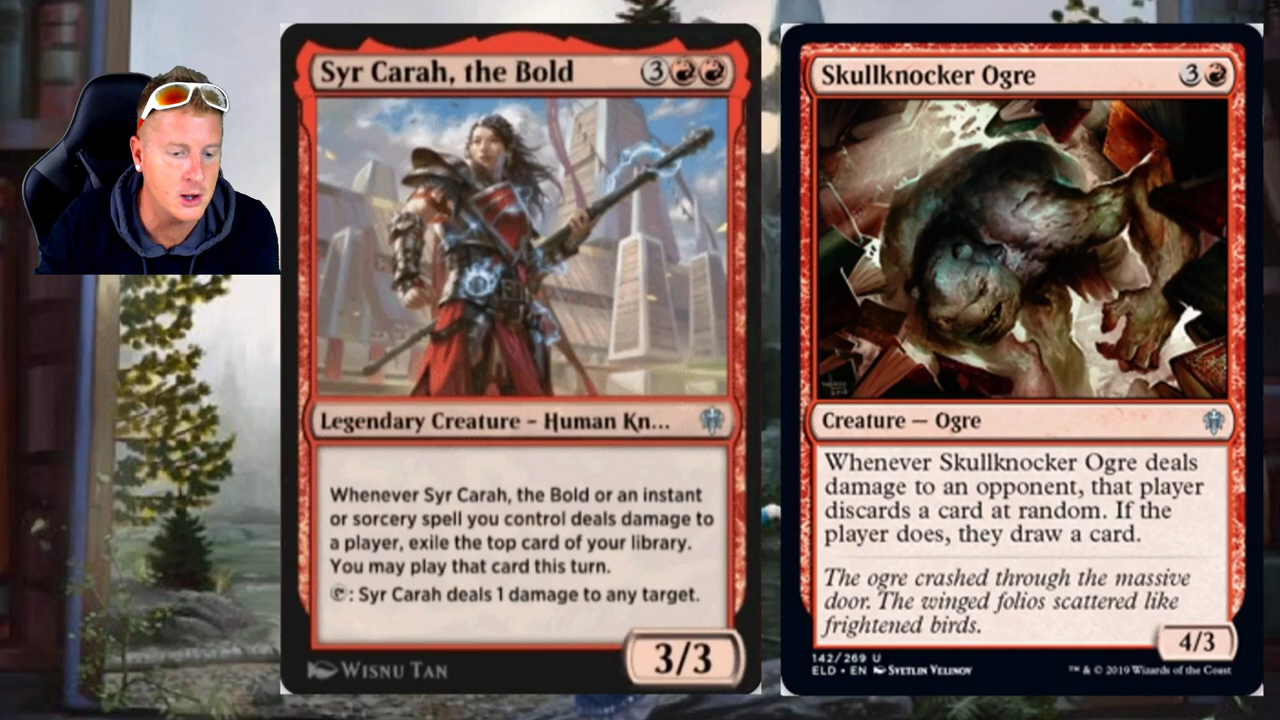 Syr Carah, the Bold 3
Legendary Creature – Human Kn...
Whenever Syr Carah, the Bold or an instant
or sorcery spell you control deals damage to
a player, exile the top card of your library.
You may play that card this turn.
: Syr Carah deals 1 damage to any target.
3/3
WISNU TAN
Skullknocker Ogre 3
Creature — Ogre
Whenever Skullknocker Ogre deals
damage to an opponent, that player
discards a card at random. If the
player does, they draw a card.
The ogre crashed through the massive
door. The winged folios scattered like
frightened birds.
4/3
142/269 U
ELD • EN SVETLIN VELINOV
™ & © 2019 Wizards of the Coast